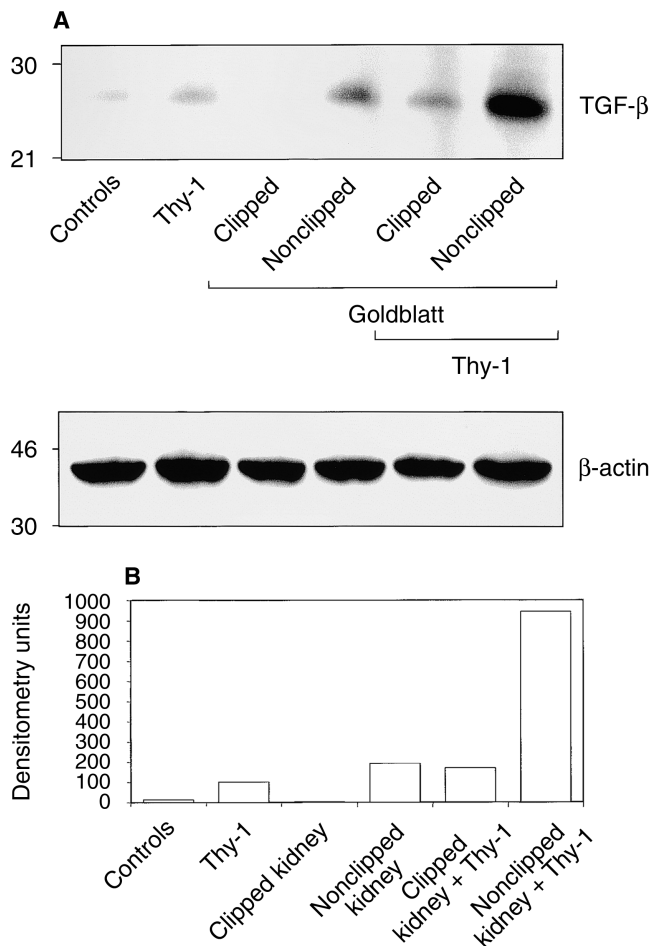 A
30
21
TGF-β
Controls
Thy-1
Clipped
Nonclipped
Clipped
Nonclipped
Goldblatt
Thy-1
46
30
β-actin
B
Densitometry units
1000
900
800
700
600
500
400
300
200
100
0
Controls
Thy-1
Clipped kidney
Nonclipped
kidney
Clipped
kidney + Thy-1
Nonclipped
kidney + Thy-1